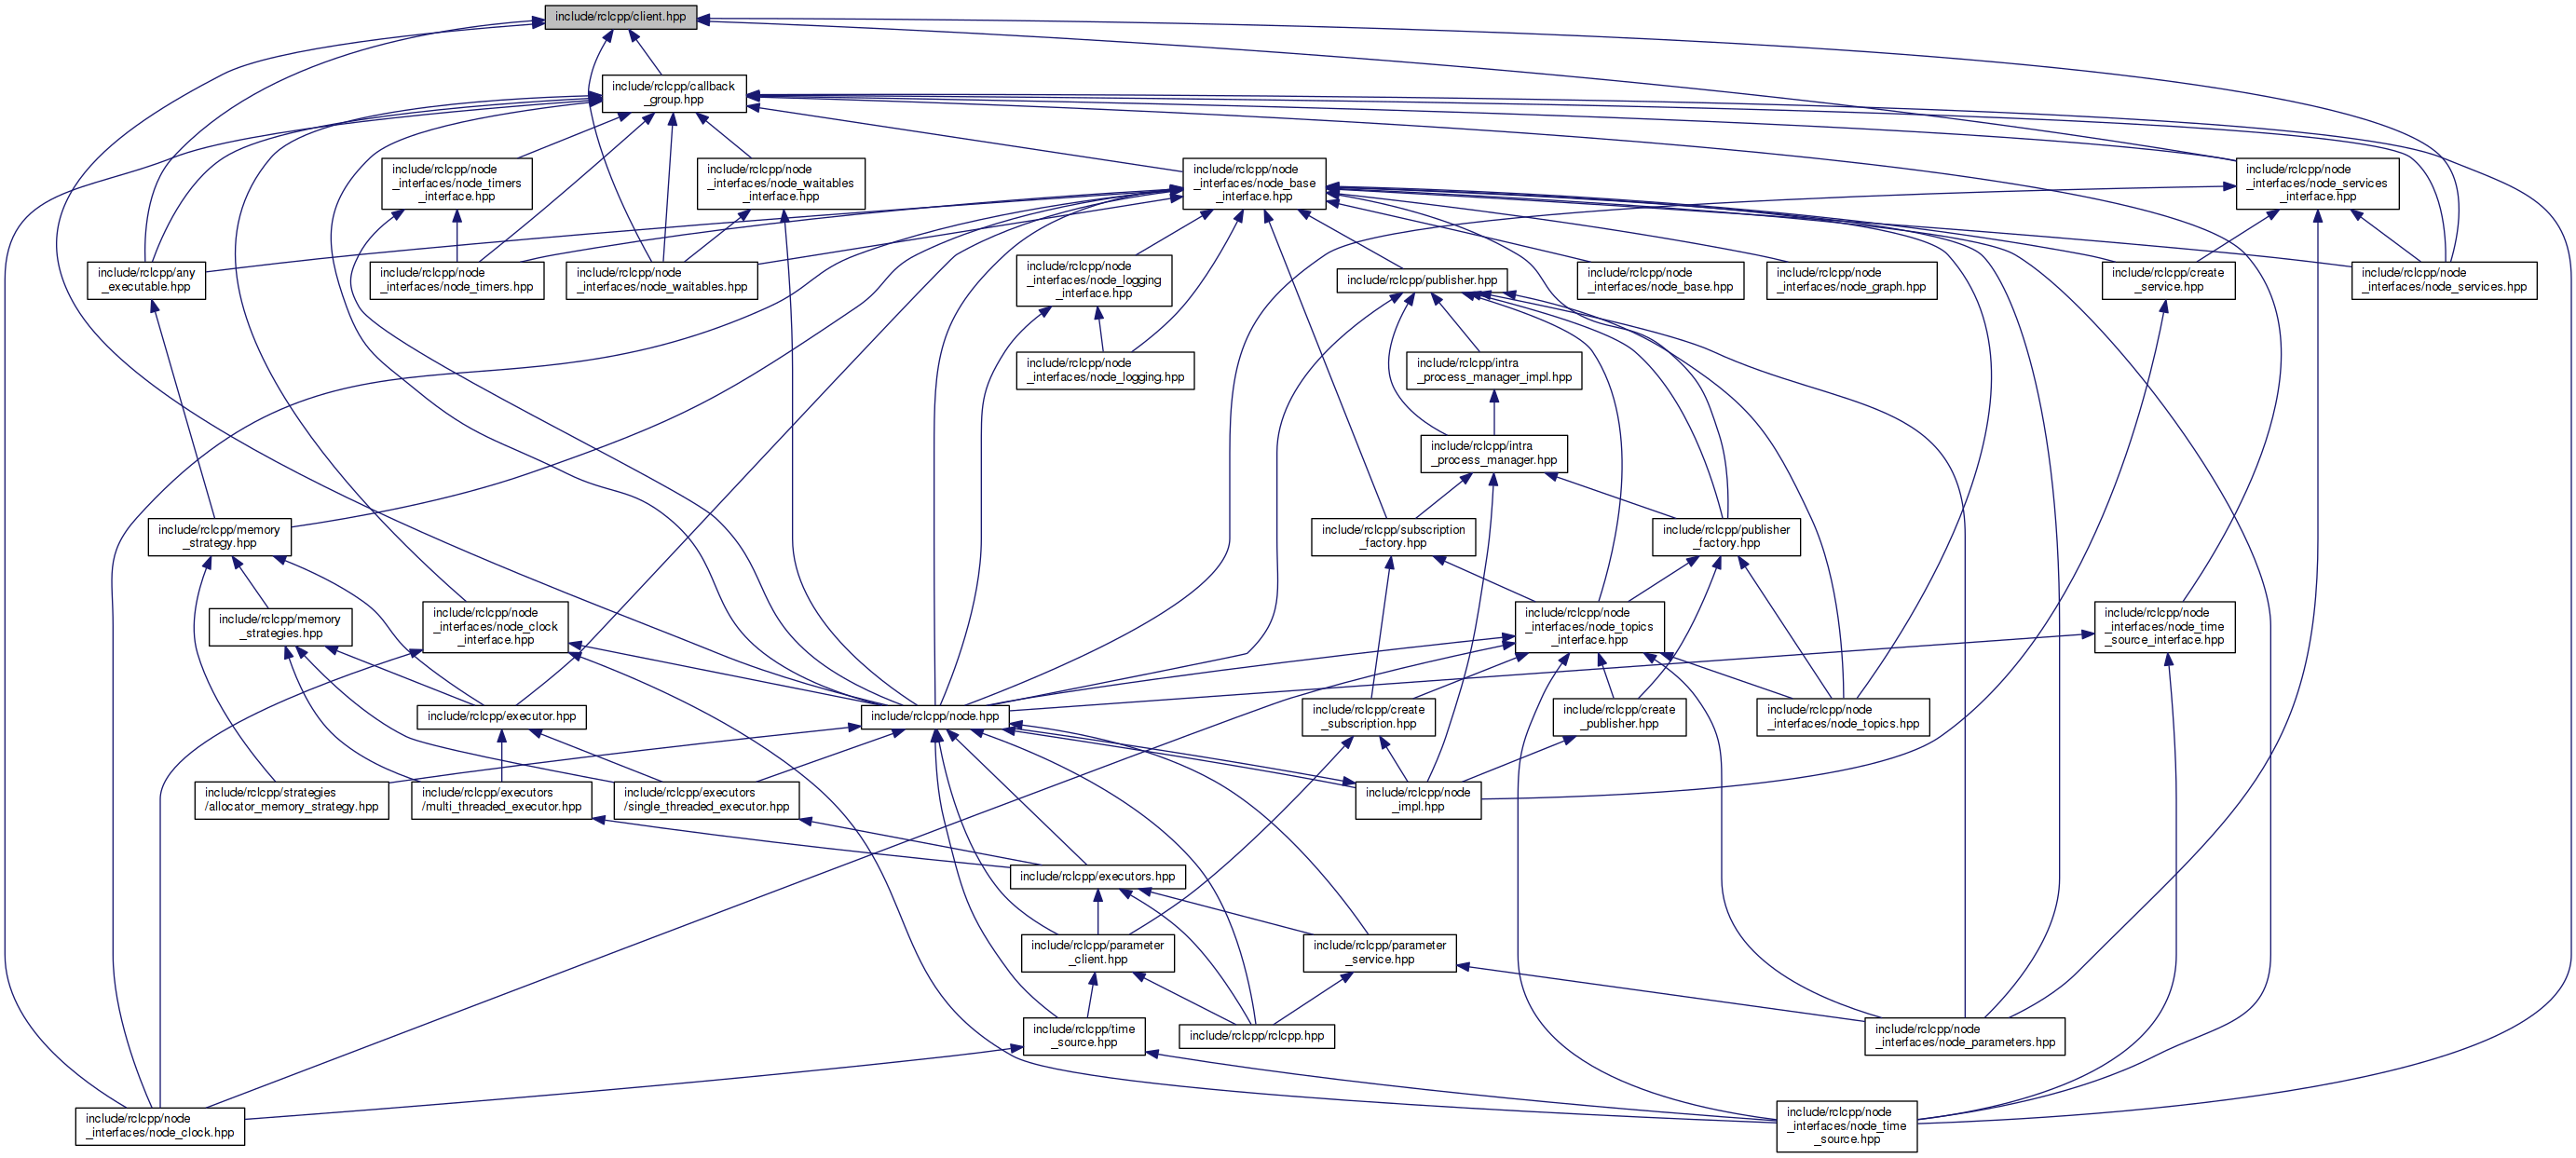 include/rclcpp/client.hpp
include/rclcpp/callback
_group.hpp
include/rclcpp/node
_interfaces/node_timers
_interface.hpp
include/rclcpp/node
_interfaces/node_waitables
_interface.hpp
include/rclcpp/node
_interfaces/node_base
_interface.hpp
include/rclcpp/node
_interfaces/node_services
_interface.hpp
include/rclcpp/any
_executable.hpp
include/rclcpp/node
_interfaces/node_timers.hpp
include/rclcpp/node
_interfaces/node_waitables.hpp
include/rclcpp/node
_interfaces/node_logging
_interface.hpp
include/rclcpp/publisher.hpp
include/rclcpp/node
_interfaces/node_base.hpp
include/rclcpp/node
_interfaces/node_graph.hpp
include/rclcpp/create
_service.hpp
include/rclcpp/node
_interfaces/node_services.hpp
include/rclcpp/node
_interfaces/node_logging.hpp
include/rclcpp/intra
_process_manager_impl.hpp
include/rclcpp/intra
_process_manager.hpp
include/rclcpp/memory
_strategy.hpp
include/rclcpp/subscription
_factory.hpp
include/rclcpp/publisher
_factory.hpp
include/rclcpp/memory
_strategies.hpp
include/rclcpp/node
_interfaces/node_clock
_interface.hpp
include/rclcpp/node
_interfaces/node_topics
_interface.hpp
include/rclcpp/node
_interfaces/node_time
source_interface.hpp
include/rclcpp/executor.hpp
include/rclcpp/node.hpp
include/rclcpp/create
_subscription.hpp
include/rclcpp/create
_publisher.hpp
include/rclcpp/node
_interfaces/node_topics.hpp
include/rclcpp/strategies
/allocator_memory_strategy.hpp
include/rclcpp/executors
/multi_threaded_executor.hpp
include/rclcpp/executors
/single_threaded_executor.hpp
include/rclcpp/node
_impl.hpp
include/rclcpp/executors.hpp
include/rclcpp/parameter
_client.hpp
include/rclcpp/parameter
_service.hpp
include/rclcpp/time
_source.hpp
include/rclcpp/rclcpp.hpp
include/rclcpp/node
_interfaces/node_parameters.hpp
include/rclcpp/node
_interfaces/node_clock.hpp
include/rclcpp/node
_interfaces/node_time
_source.hpp